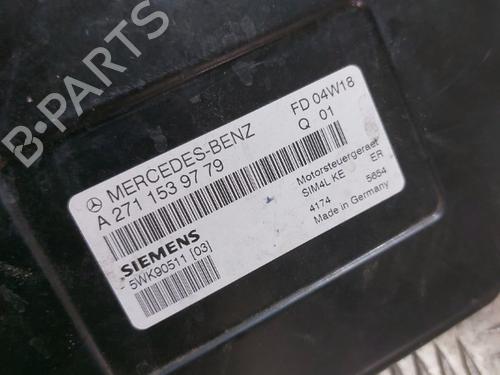 B-PARTS
MERCEDES-BENZ
A 271 153 97 79
FD 04W18
Q 01
SIEMENS
5WK90511 [03]
Motorsteuergeraet
SIM4LKE ER
4174 5654
Made in Germany